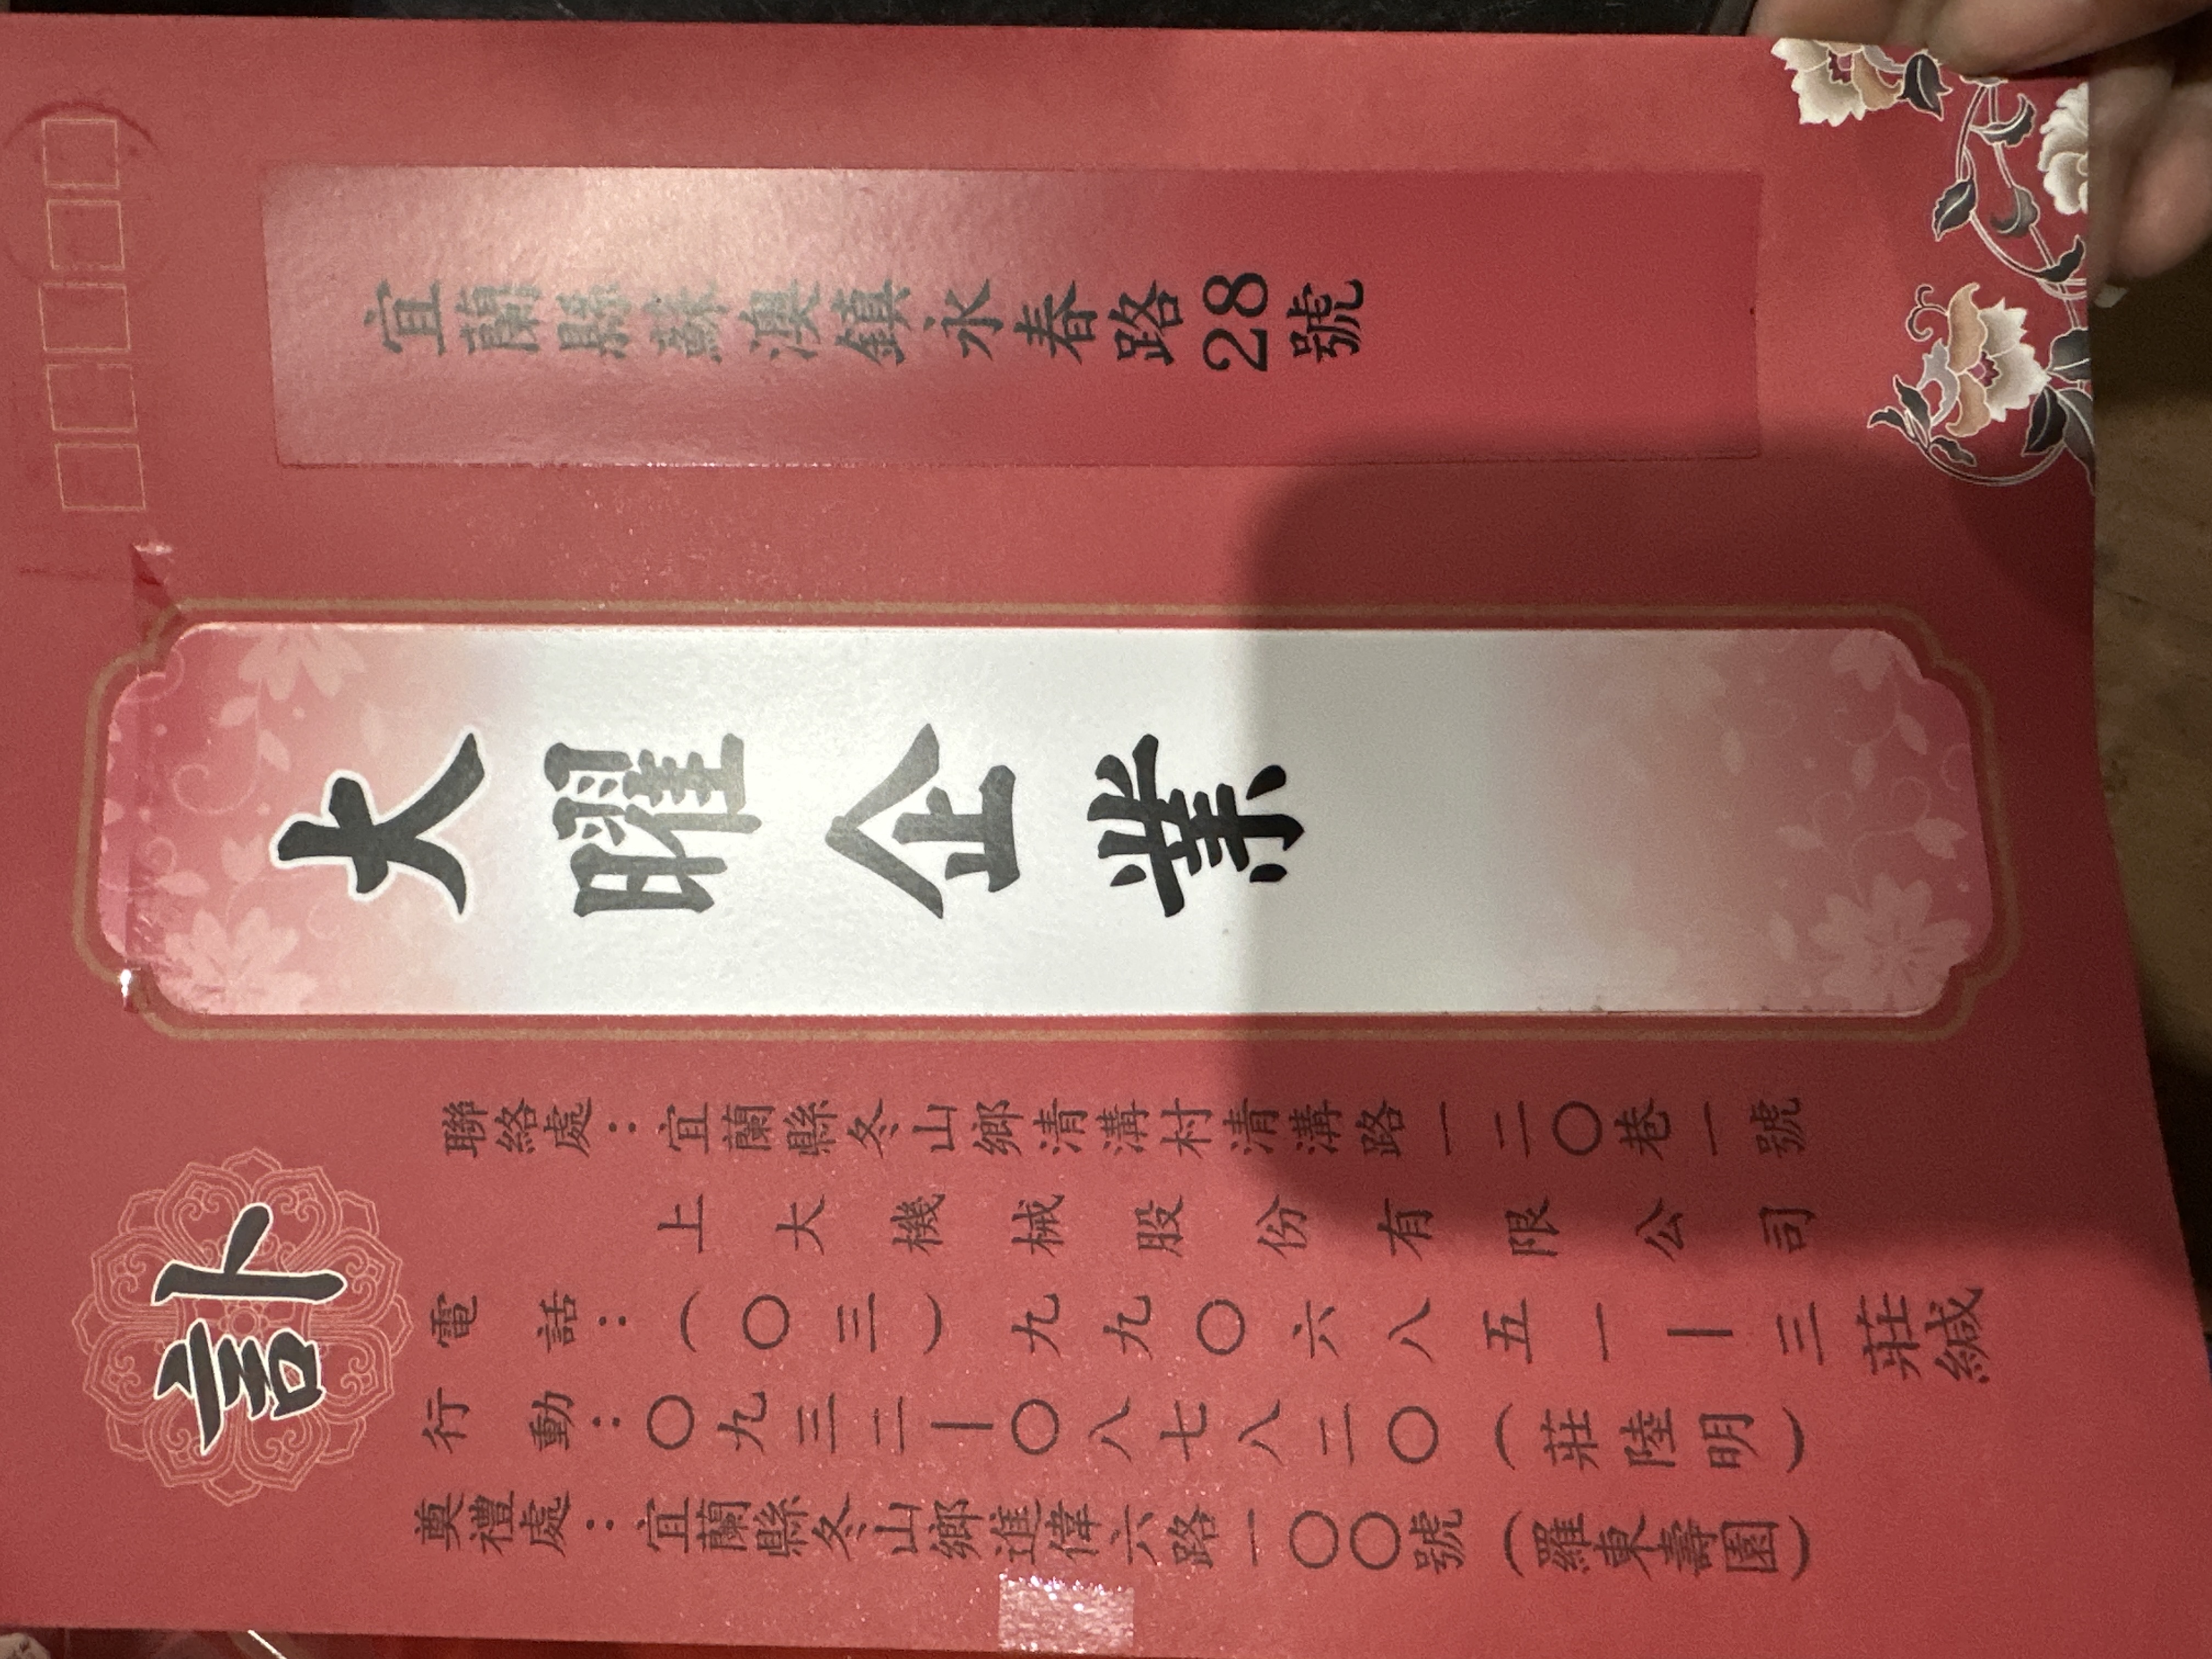 宜蘭縣蘇澳鎮永春路28號
大曜企業
訃
聯絡處：宜蘭縣冬山鄉清溝村清溝路一二〇巷一號
上大機械股份有限公司
電話：（〇三）九九〇六八五一－三
莊緘
行動：〇九三二－〇八七八二〇（莊陸明）
奠禮處：宜蘭縣冬山鄉進偉六路一〇〇號（羅東壽園）